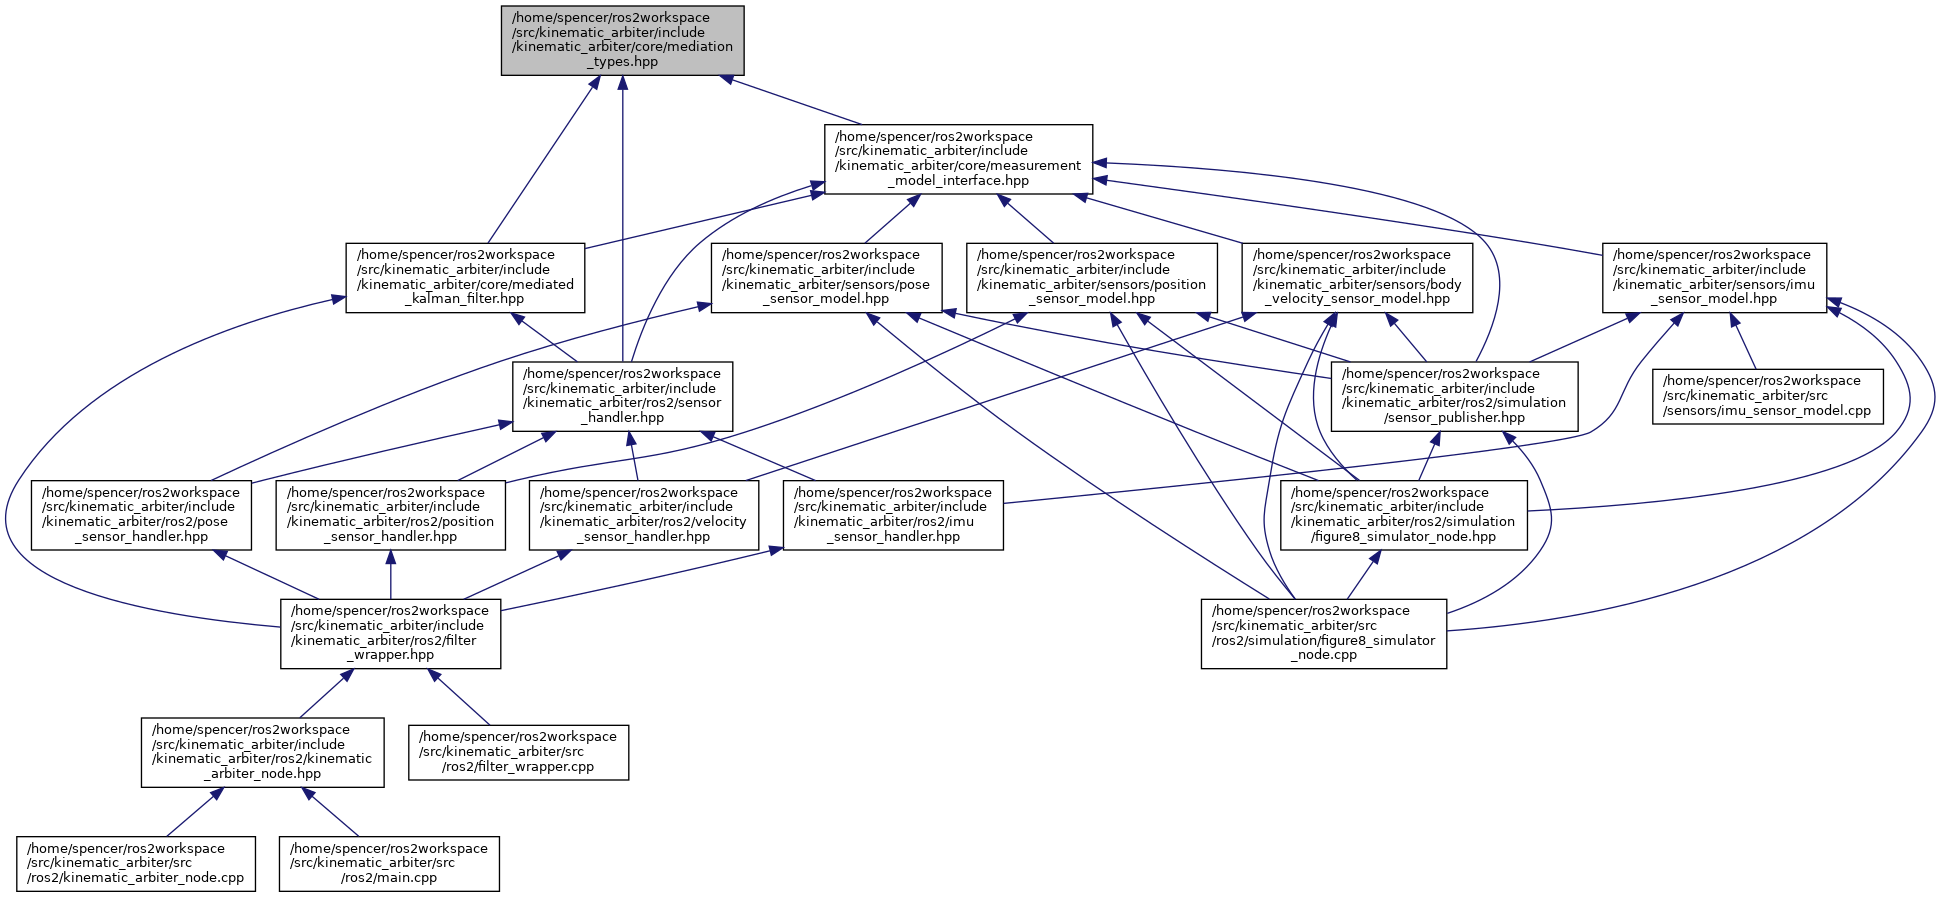 /home/spencer/ros2workspace
/src/kinematic_arbiter/include
/kinematic_arbiter/core/mediation
_types.hpp
/home/spencer/ros2workspace
/src/kinematic_arbiter/include
/kinematic_arbiter/core/measurement
_model_interface.hpp
/home/spencer/ros2workspace
/src/kinematic_arbiter/include
/kinematic_arbiter/core/mediated
_kalman_filter.hpp
/home/spencer/ros2workspace
/src/kinematic_arbiter/include
/kinematic_arbiter/sensors/pose
_sensor_model.hpp
/home/spencer/ros2workspace
/src/kinematic_arbiter/include
/kinematic_arbiter/sensors/position
_sensor_model.hpp
/home/spencer/ros2workspace
/src/kinematic_arbiter/include
/kinematic_arbiter/sensors/body
_velocity_sensor_model.hpp
/home/spencer/ros2workspace
/src/kinematic_arbiter/include
/kinematic_arbiter/sensors/imu
_sensor_model.hpp
/home/spencer/ros2workspace
/src/kinematic_arbiter/include
/kinematic_arbiter/ros2/sensor
_handler.hpp
/home/spencer/ros2workspace
/src/kinematic_arbiter/include
/kinematic_arbiter/ros2/simulation
/sensor_publisher.hpp
/home/spencer/ros2workspace
/src/kinematic_arbiter/src
/sensors/imu_sensor_model.cpp
/home/spencer/ros2workspace
/src/kinematic_arbiter/include
/kinematic_arbiter/ros2/pose
_sensor_handler.hpp
/home/spencer/ros2workspace
/src/kinematic_arbiter/include
/kinematic_arbiter/ros2/position
_sensor_handler.hpp
/home/spencer/ros2workspace
/src/kinematic_arbiter/include
/kinematic_arbiter/ros2/velocity
_sensor_handler.hpp
/home/spencer/ros2workspace
/src/kinematic_arbiter/include
/kinematic_arbiter/ros2/imu
_sensor_handler.hpp
/home/spencer/ros2workspace
/src/kinematic_arbiter/include
/kinematic_arbiter/ros2/simulation
/figure8_simulator_node.hpp
/home/spencer/ros2workspace
/src/kinematic_arbiter/include
/kinematic_arbiter/ros2/filter
_wrapper.hpp
/home/spencer/ros2workspace
/src/kinematic_arbiter/src
/ros2/simulation/figure8_simulator
_node.cpp
/home/spencer/ros2workspace
/src/kinematic_arbiter/include
/kinematic_arbiter/ros2/kinematic
_arbiter_node.hpp
/home/spencer/ros2workspace
/src/kinematic_arbiter/src
/ros2/filter_wrapper.cpp
/home/spencer/ros2workspace
/src/kinematic_arbiter/src
/ros2/kinematic_arbiter_node.cpp
/home/spencer/ros2workspace
/src/kinematic_arbiter/src
/ros2/main.cpp